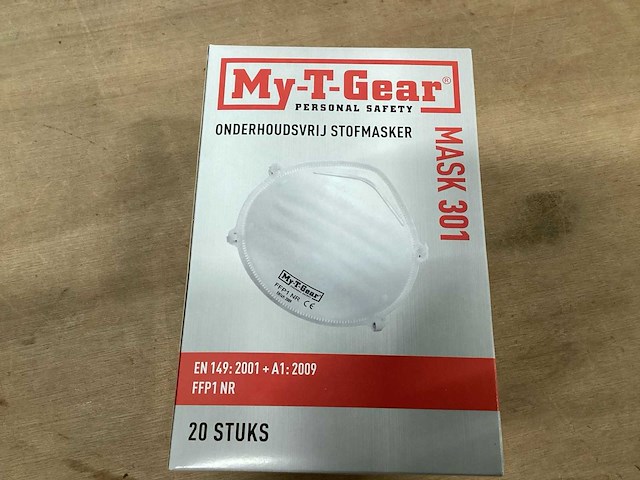 My-T-Gear®
PERSONAL SAFETY
ONDERHOUDSVRIJ STOFMASKER
MASK 301
My-T-Gear
FFP1 NR CE
EN 149: 2001 + A1: 2009
FFP1 NR
20 STUKS